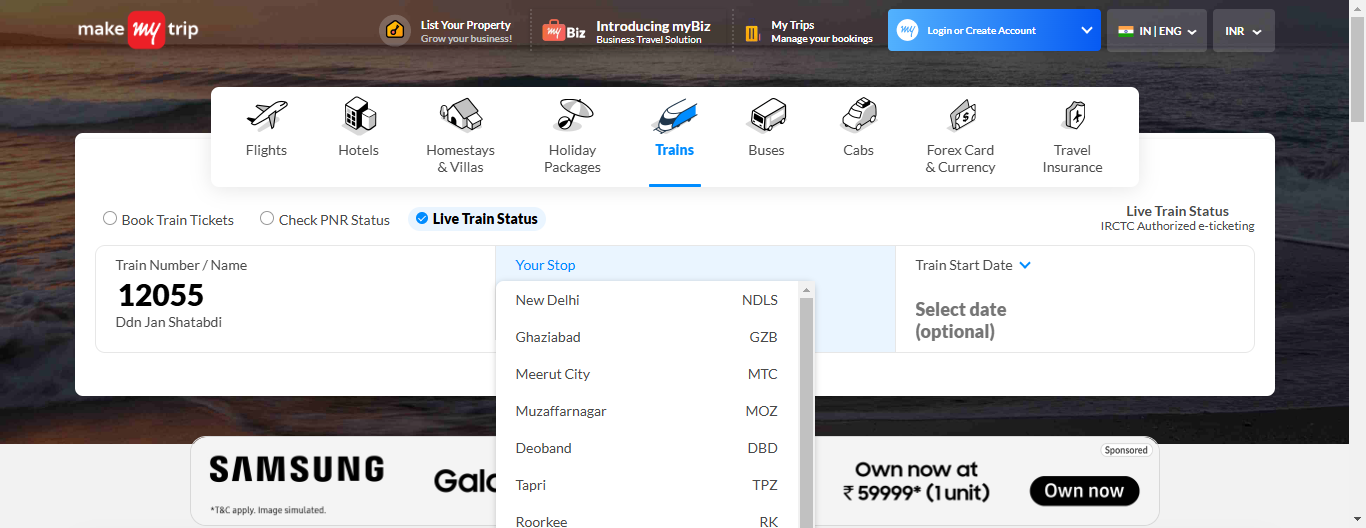 make my trip
List Your Property
Grow your business!
my Biz
Introducing myBiz
Business Travel Solution
My Trips
Manage your bookings
my
Login or Create Account
IN | ENG
INR
Flights
Hotels
Homestays
& Villas
Holiday
Packages
Trains
Buses
Cabs
Forex Card
& Currency
Travel
Insurance
Book Train Tickets
Check PNR Status
Live Train Status
Live Train Status
IRCTC Authorized e-ticketing
Train Number / Name
12055
Ddn Jan Shatabdi
Your Stop
New Delhi NDLS
Ghaziabad GZB
Meerut City MTC
Muzaffarnagar MOZ
Deoband DBD
Tapri TPZ
Roorkee RK
Train Start Date
Select date
(optional)
SAMSUNG
*T&C apply. Image simulated.
Gala
Own now at
₹ 59999* (1 unit)
Sponsored
Own now